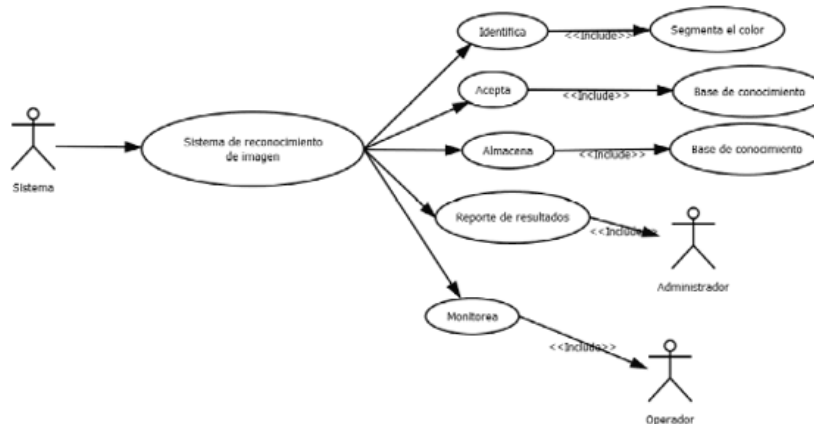 Identifica
<<Include>>
Segmenta el color
Acepta
<<Include>>
Base de conocimiento
Sistema
Sistema de reconocimiento
de imagen
Almacena
<<Include>>
Base de conocimiento
Reporte de resultados
<<Include>>
Administrador
Monitorea
<<Include>>
Operador